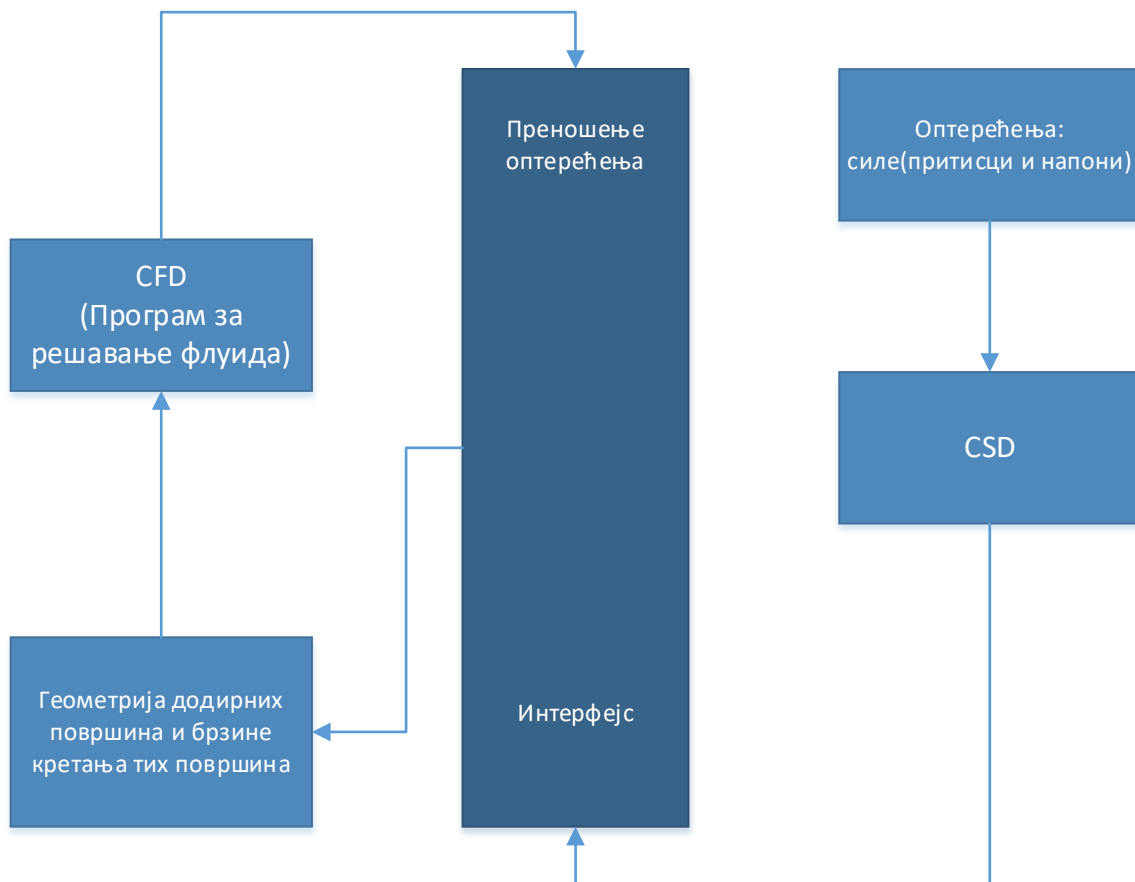 Преношење
оптерећења
Оптерећења:
силе(притисци и напони)
CFD
(Програм за
решавање флуида)
CSD
Геометрија додирних
површина и брзине
кретања тих површина
Интерфејс